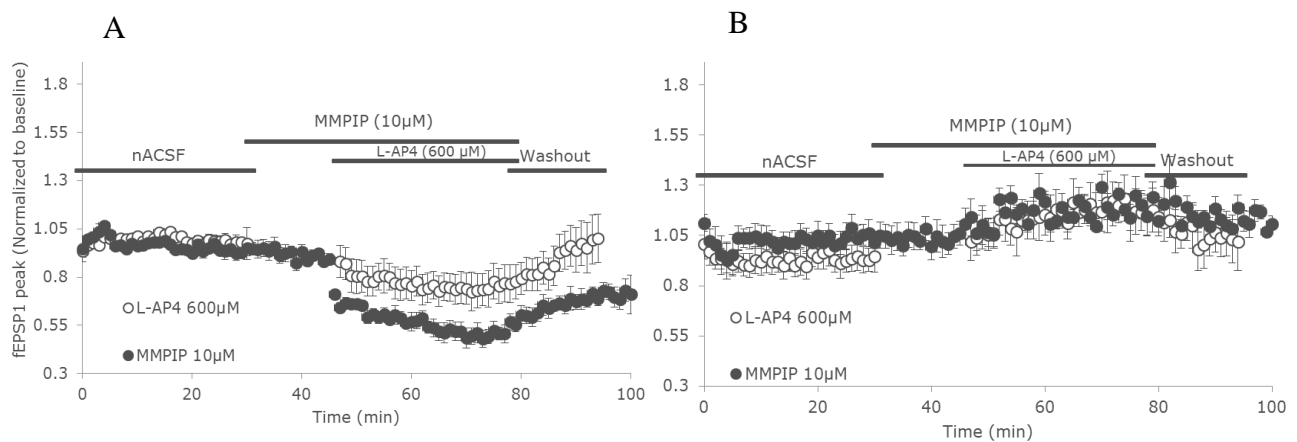 A
fEPSP1 peak (Normalized to baseline)
1.8
1.55
1.3
1.05
0.8
0.55
0.3
MMPIP (10µM)
L-AP4 (600 µM)
nACSF
Washout
L-AP4 600µM
MMPIP 10µM
0 20 40 60 80 100
Time (min)
B
1.8
1.55
1.3
1.05
0.8
0.55
0.3
MMPIP (10µM)
L-AP4 (600 µM)
nACSF
Washout
L-AP4 600µM
MMPIP 10µM
0 20 40 60 80 100
Time (min)